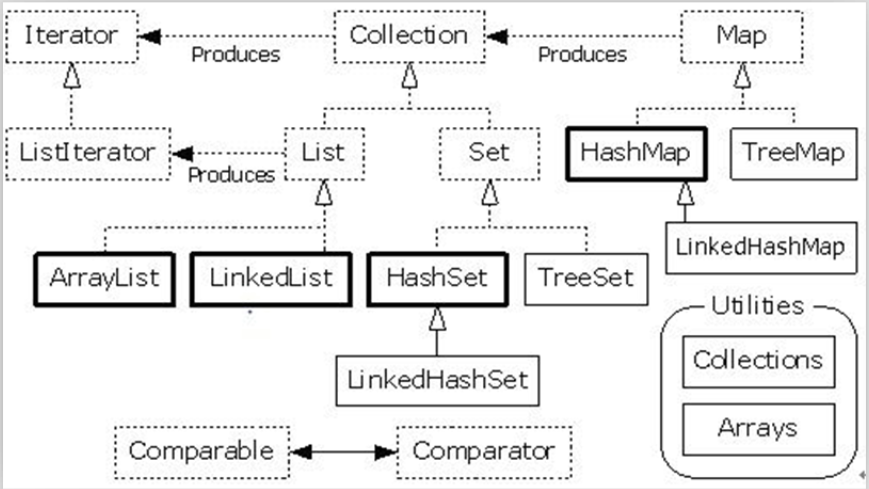 Iterator
Produces
Collection
Produces
Map
ListIterator
Produces
List
Set
HashMap
TreeMap
LinkedHashMap
ArrayList
LinkedList
HashSet
TreeSet
Utilities
Collections
Arrays
LinkedHashSet
Comparable
Comparator